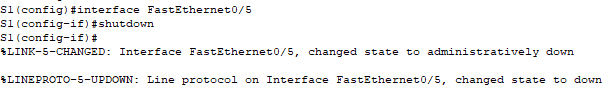 S1(config)#interface FastEthernet0/5
S1(config-if)#shutdown
S1(config-if)#
%LINK-5-CHANGED: Interface FastEthernet0/5, changed state to administratively down
%LINEPROTO-5-UPDOWN: Line protocol on Interface FastEthernet0/5, changed state to down